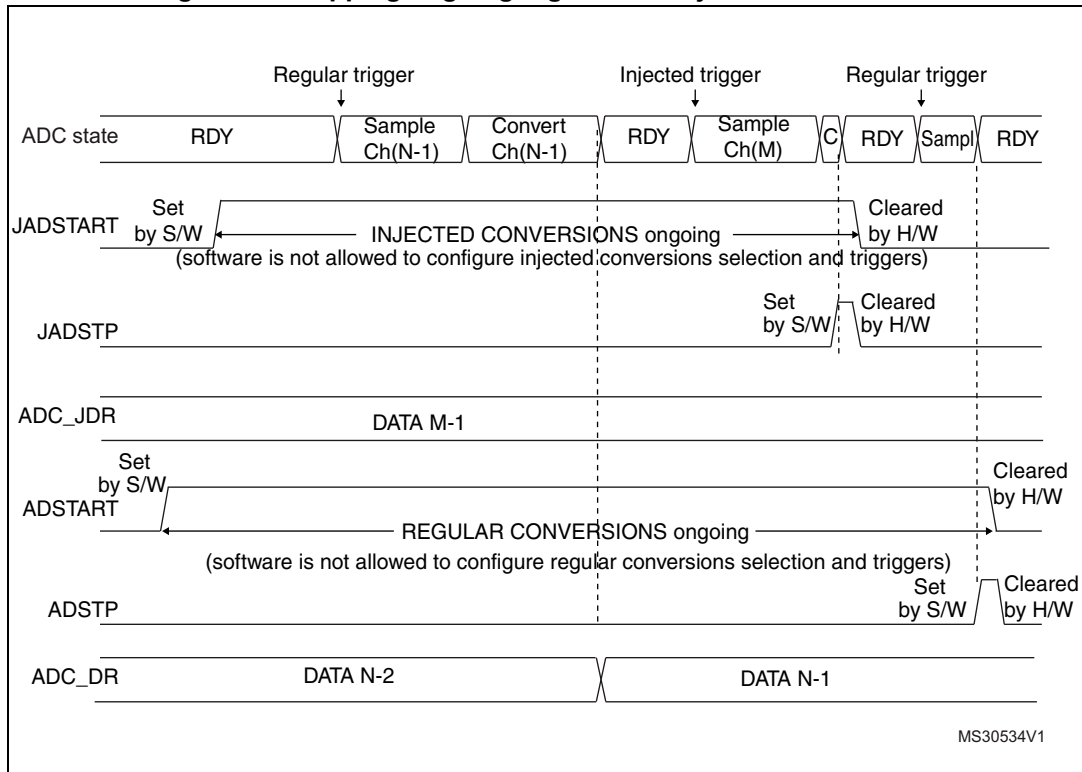 Regular trigger
Injected trigger
Regular trigger
ADC state
RDY
Sample
Ch(N-1)
Convert
Ch(N-1)
RDY
Sample
Ch(M)
C
RDY
Sampl
RDY
JADSTART
Set
by S/W
INJECTED CONVERSIONS ongoing
Cleared
by H/W
(software is not allowed to configure injected conversions selection and triggers)
JADSTP
Set
by S/W
Cleared
by H/W
ADC_JDR
DATA M-1
ADSTART
Set
by S/W
REGULAR CONVERSIONS ongoing
Cleared
by H/W
(software is not allowed to configure regular conversions selection and triggers)
ADSTP
Set
by S/W
Cleared
by H/W
ADC_DR
DATA N-2
DATA N-1
MS30534V1